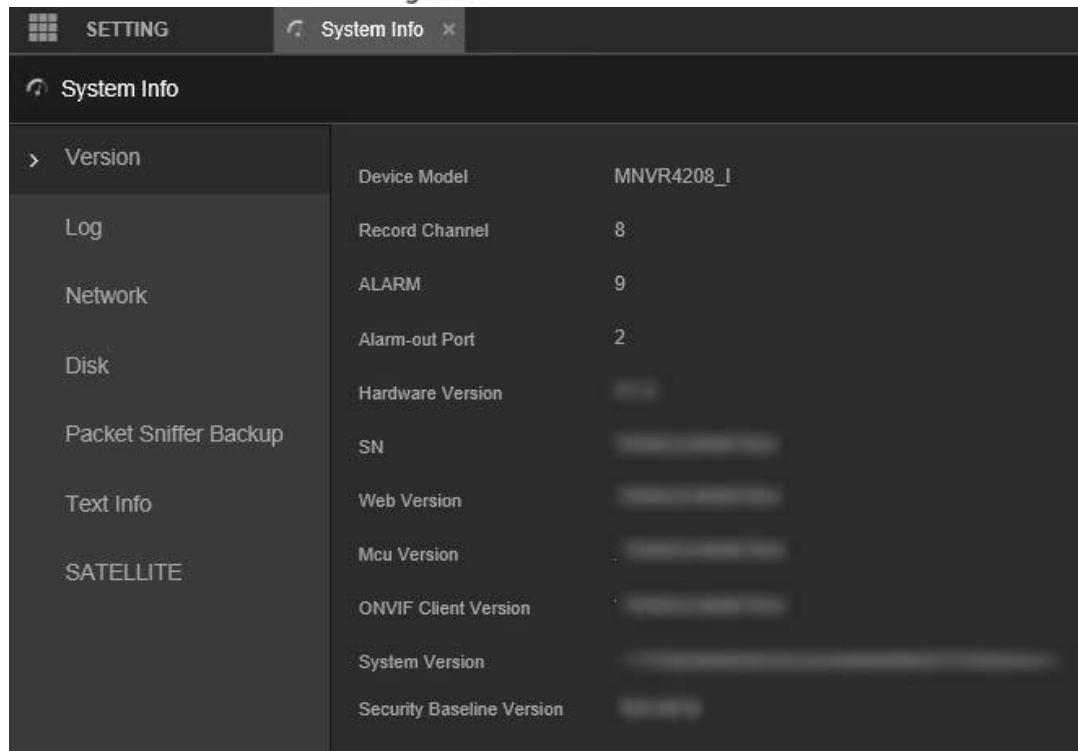 SETTING System Info ×
System Info
> Version
Log
Network
Disk
Packet Sniffer Backup
Text Info
SATELLITE
Device Model MNVR4208_I
Record Channel 8
ALARM 9
Alarm-out Port 2
Hardware Version
SN
Web Version
Mcu Version
ONVIF Client Version
System Version
Security Baseline Version